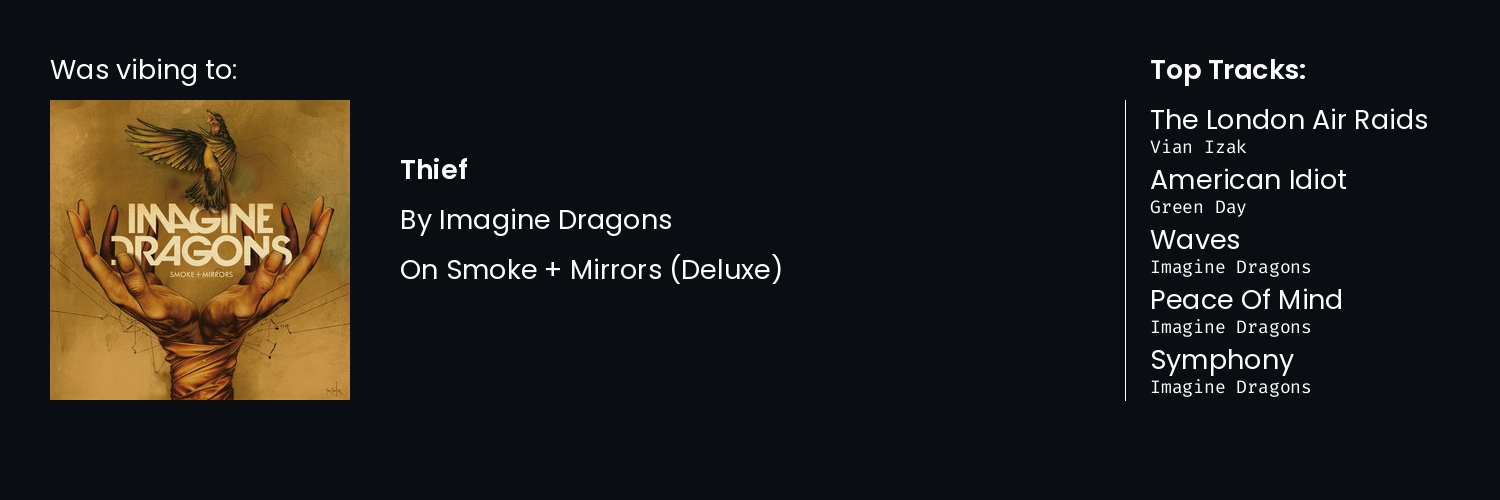 Was vibing to:
IMAGINE
DRAGONS
SMOKE + MIRRORS
Thief
By Imagine Dragons
On Smoke + Mirrors (Deluxe)
Top Tracks:
The London Air Raids
Vian Izak
American Idiot
Green Day
Waves
Imagine Dragons
Peace Of Mind
Imagine Dragons
Symphony
Imagine Dragons